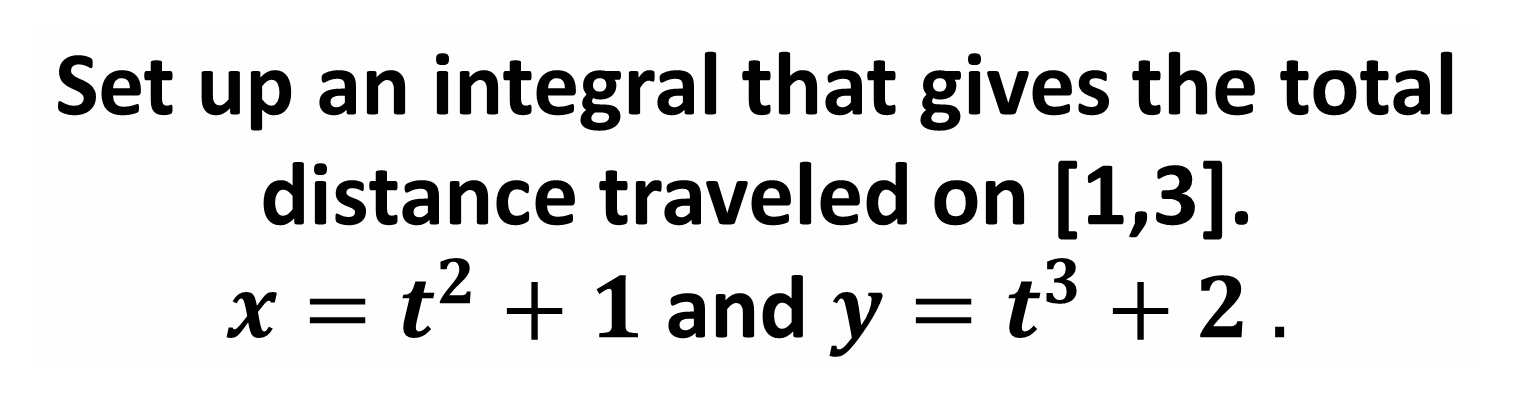 Set up an integral that gives the total
distance traveled on [1,3].
x = t² + 1 and y = t³ + 2 .